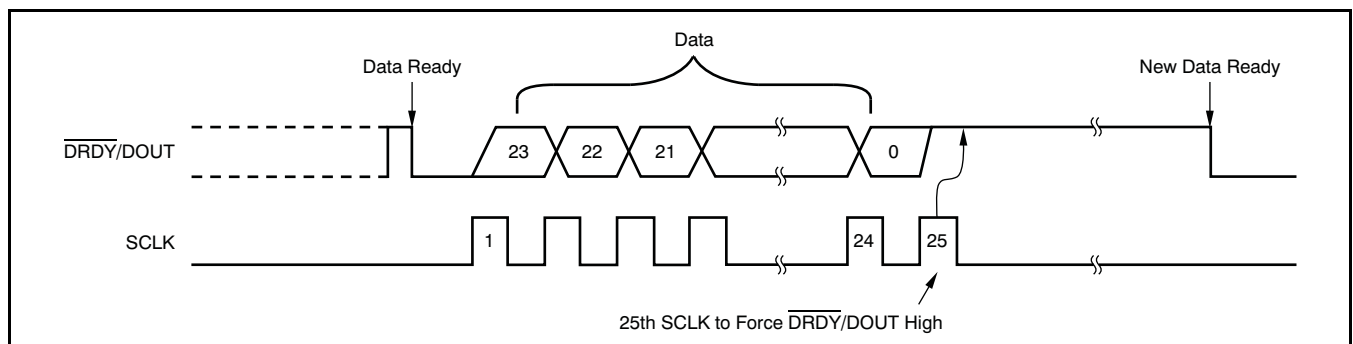 Data
Data Ready
New Data Ready
DRDY/DOUT
23 22 21 0
SCLK
1 24 25
25th SCLK to Force DRDY/DOUT High